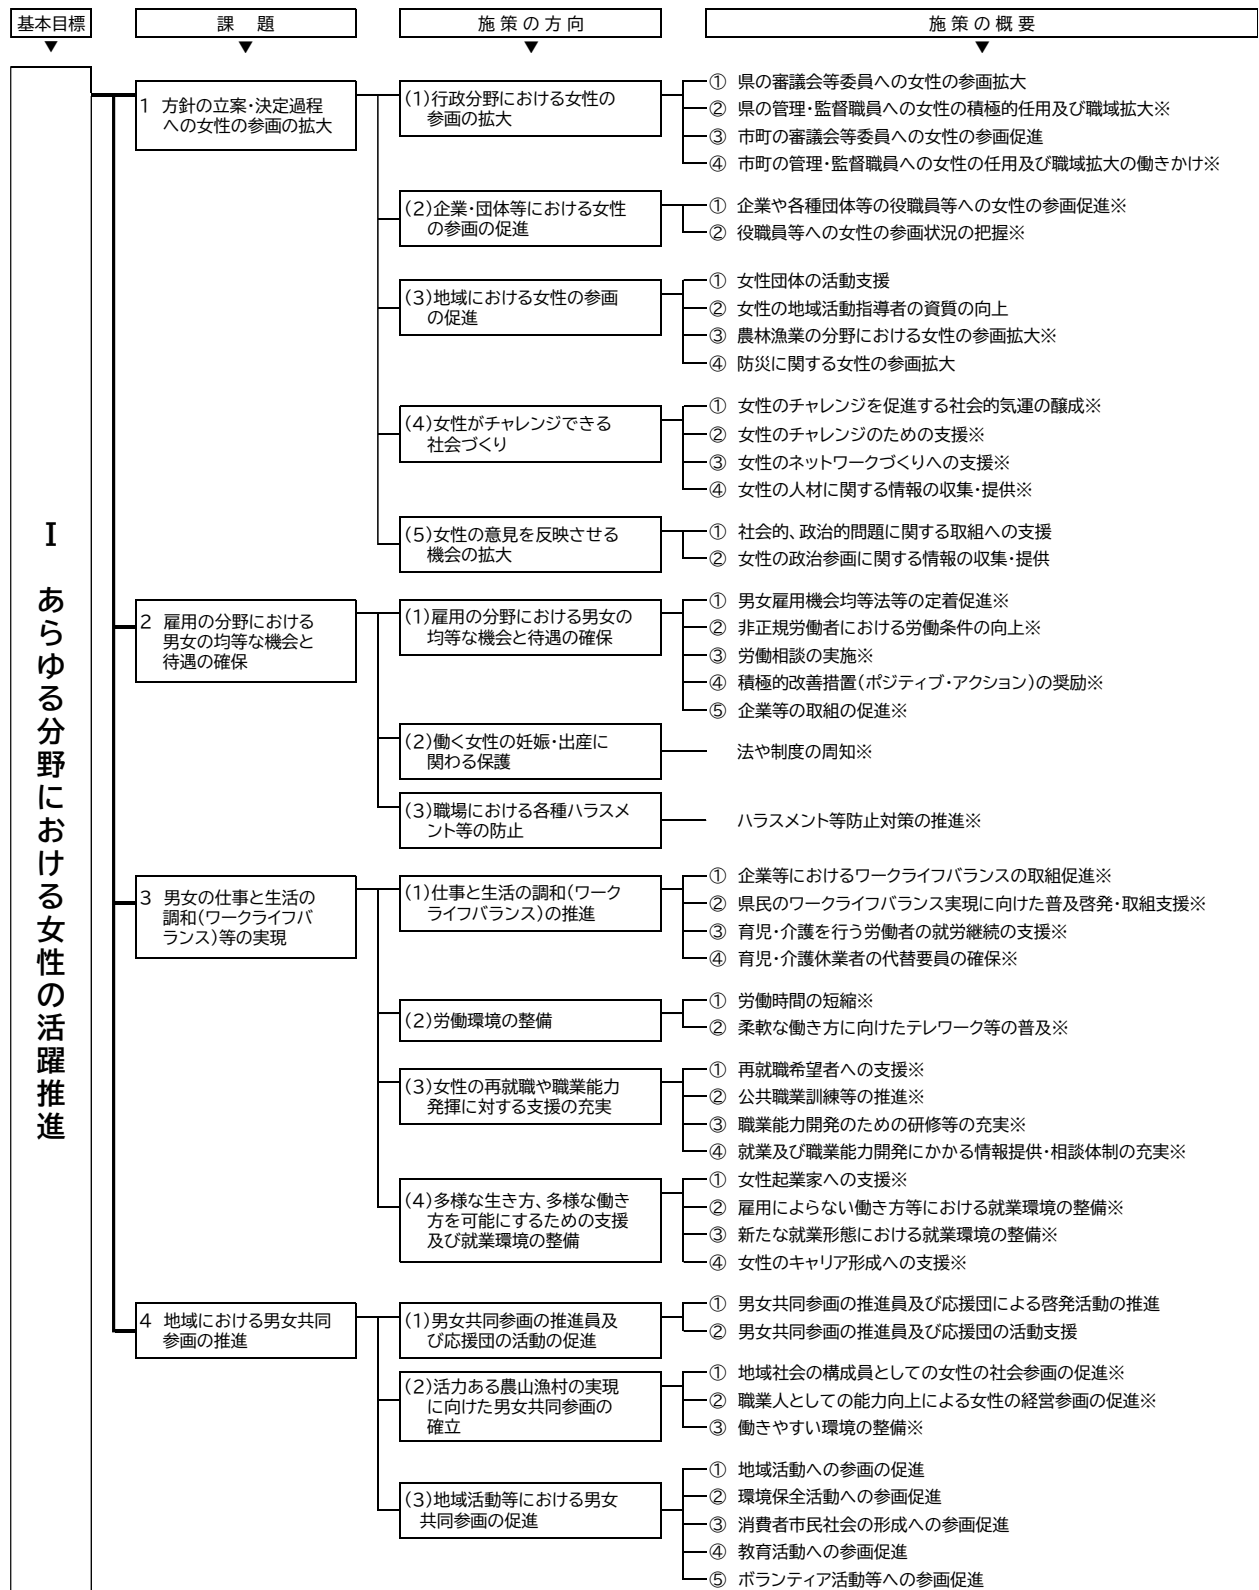 基本目標
課 題
施 策 の 方 向
施 策 の 概 要
▼
▼
▼
▼
Ⅰ あらゆる分野における女性の活躍推進
1 方針の立案・決定過程
への女性の参画の拡大
(1)行政分野における女性の
参画の拡大
① 県の審議会等委員への女性の参画拡大
② 県の管理・監督職員への女性の積極的任用及び職域拡大※
③ 市町の審議会等委員への女性の参画促進
④ 市町の管理・監督職員への女性の任用及び職域拡大の働きかけ※
(2)企業・団体等における女性
の参画の促進
① 企業や各種団体等の役職員等への女性の参画促進※
② 役職員等への女性の参画状況の把握※
(3)地域における女性の参画
の促進
① 女性団体の活動支援
② 女性の地域活動指導者の資質の向上
③ 農林漁業の分野における女性の参画拡大※
④ 防災に関する女性の参画拡大
(4)女性がチャレンジできる
社会づくり
① 女性のチャレンジを促進する社会的気運の醸成※
② 女性のチャレンジのための支援※
③ 女性のネットワークづくりへの支援※
④ 女性の人材に関する情報の収集・提供※
(5)女性の意見を反映させる
機会の拡大
① 社会的、政治的問題に関する取組への支援
② 女性の政治参画に関する情報の収集・提供
2 雇用の分野における
男女の均等な機会と
待遇の確保
(1)雇用の分野における男女の
均等な機会と待遇の確保
① 男女雇用機会均等法等の定着促進※
② 非正規労働者における労働条件の向上※
③ 労働相談の実施※
④ 積極的改善措置(ポジティブ・アクション)の奨励※
⑤ 企業等の取組の促進※
(2)働く女性の妊娠・出産に
関わる保護
法や制度の周知※
(3)職場における各種ハラスメ
ント等の防止
ハラスメント等防止対策の推進※
3 男女の仕事と生活の
調和(ワークライフバ
ランス)等の実現
(1)仕事と生活の調和(ワーク
ライフバランス)の推進
① 企業等におけるワークライフバランスの取組促進※
② 県民のワークライフバランス実現に向けた普及啓発・取組支援※
③ 育児・介護を行う労働者の就労継続の支援※
④ 育児・介護休業者の代替要員の確保※
(2)労働環境の整備
① 労働時間の短縮※
② 柔軟な働き方に向けたテレワーク等の普及※
(3)女性の再就職や職業能力
発揮に対する支援の充実
① 再就職希望者への支援※
② 公共職業訓練等の推進※
③ 職業能力開発のための研修等の充実※
④ 就業及び職業能力開発にかかる情報提供・相談体制の充実※
(4)多様な生き方、多様な働き
方を可能にするための支援
及び就業環境の整備
① 女性起業家への支援※
② 雇用によらない働き方等における就業環境の整備※
③ 新たな就業形態における就業環境の整備※
④ 女性のキャリア形成への支援※
4 地域における男女共同
参画の推進
(1)男女共同参画の推進員及
び応援団の活動の促進
① 男女共同参画の推進員及び応援団による啓発活動の推進
② 男女共同参画の推進員及び応援団の活動支援
(2)活力ある農山漁村の実現
に向けた男女共同参画の
確立
① 地域社会の構成員としての女性の社会参画の促進※
② 職業人としての能力向上による女性の経営参画の促進※
③ 働きやすい環境の整備※
(3)地域活動等における男女
共同参画の促進
① 地域活動への参画の促進
② 環境保全活動への参画促進
③ 消費者市民社会の形成への参画促進
④ 教育活動への参画促進
⑤ ボランティア活動等への参画促進